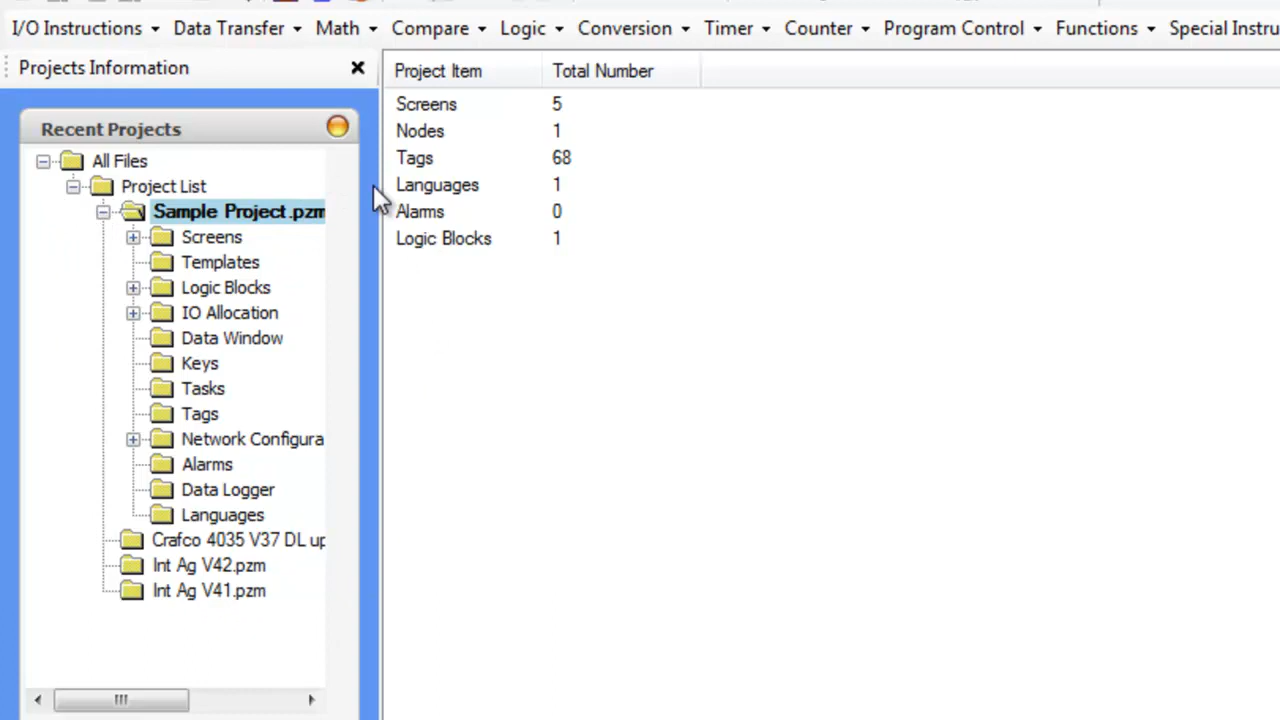 I/O Instructions Data Transfer Math Compare Logic Conversion Timer Counter Program Control Functions Special Instru
Projects Information
Recent Projects
All Files
Project List
Sample Project.pzm
Screens
Templates
Logic Blocks
IO Allocation
Data Window
Keys
Tasks
Tags
Network Configura
Alarms
Data Logger
Languages
Crafco 4035 V37 DL up
Int Ag V42.pzm
Int Ag V41.pzm
Project Item Total Number
Screens 5
Nodes 1
Tags 68
Languages 1
Alarms 0
Logic Blocks 1